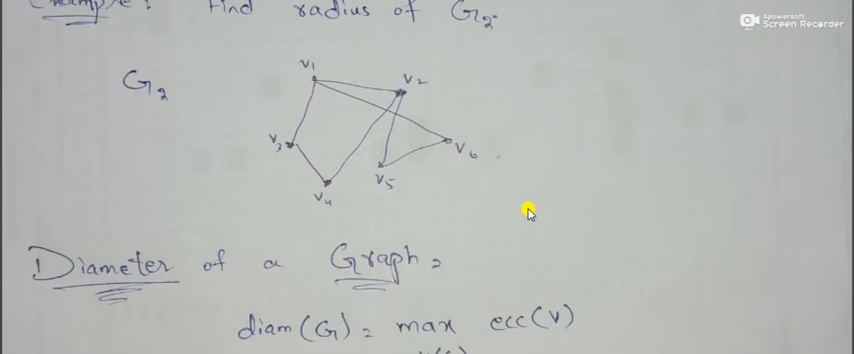 Example: Find radius of G2.
Apowersoft
Screen Recorder
G2
v1
v2
v3
v6
v5
v4
Diameter of a Graph:
diam(G) = max ecc(v)